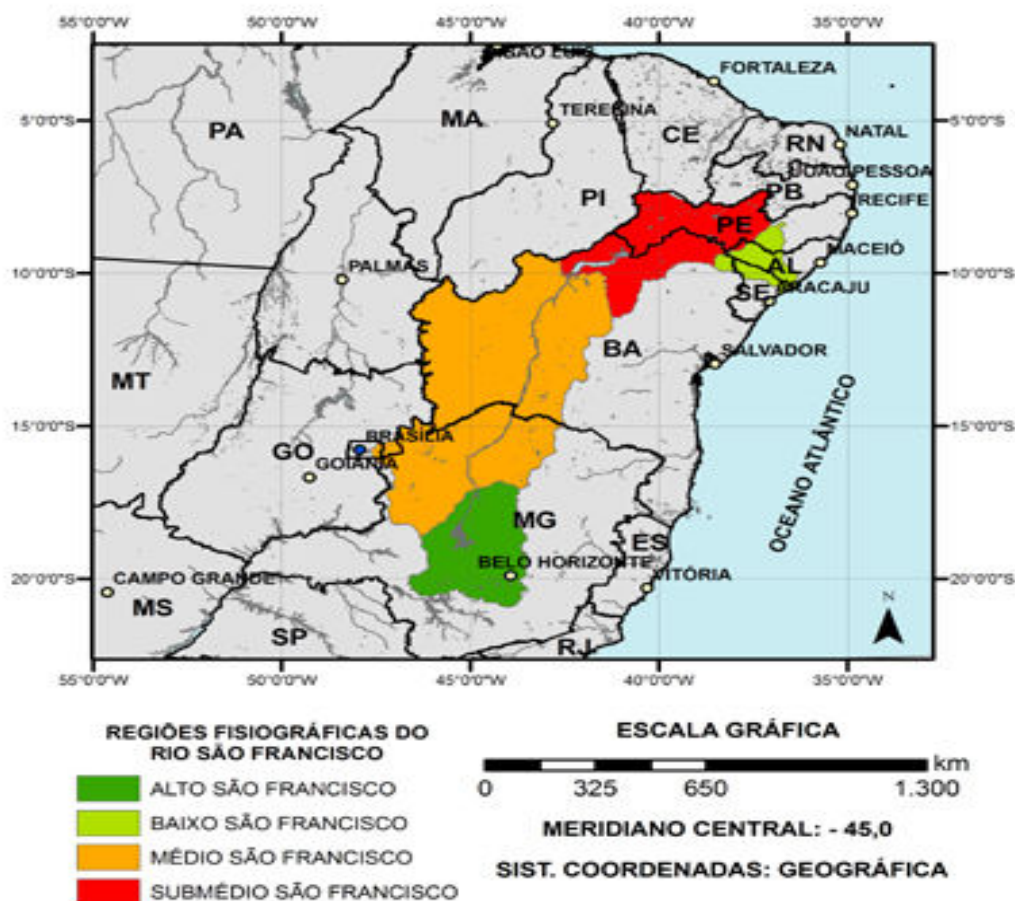 55°0'0"W 50°0'0"W 45°0'0"W 40°0'0"W 35°0'0"W
SÃO LUÍS
FORTALEZA
5°0'0"S
TERESINA
5°0'0"S
PA
MA
CE
RN
NATAL
JOÃO PESSOA
PI
PB
RECIFE
PE
MACEIÓ
AL
10°0'0"S
PALMAS
10°0'0"S
SE
ARACAJU
BA
SALVADOR
MT
OCEANO ATLÂNTICO
15°0'0"S
BRASÍLIA
15°0'0"S
GO
GOIÂNIA
MG
ES
BELO HORIZONTE
VITÓRIA
20°0'0"S
CAMPO GRANDE
20°0'0"S
MS
N
SP
RJ
55°0'0"W 50°0'0"W 45°0'0"W 40°0'0"W 35°0'0"W
REGIÕES FISIOGRÁFICAS DO
RIO SÃO FRANCISCO
ALTO SÃO FRANCISCO
BAIXO SÃO FRANCISCO
MÉDIO SÃO FRANCISCO
SUBMÉDIO SÃO FRANCISCO
ESCALA GRÁFICA
km
0 325 650 1.300
MERIDIANO CENTRAL: - 45,0
SIST. COORDENADAS: GEOGRÁFICA